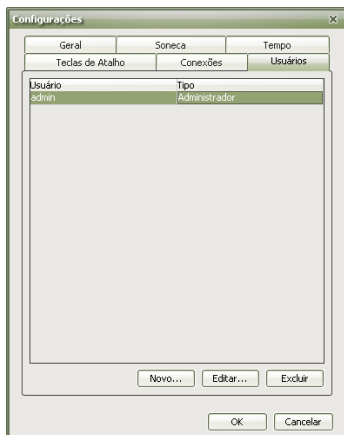 Configurações
Geral Soneca Tempo
Teclas de Atalho Conexões Usuários
Usuário Tipo
admin Administrador
Novo... Editar... Excluir
OK Cancelar